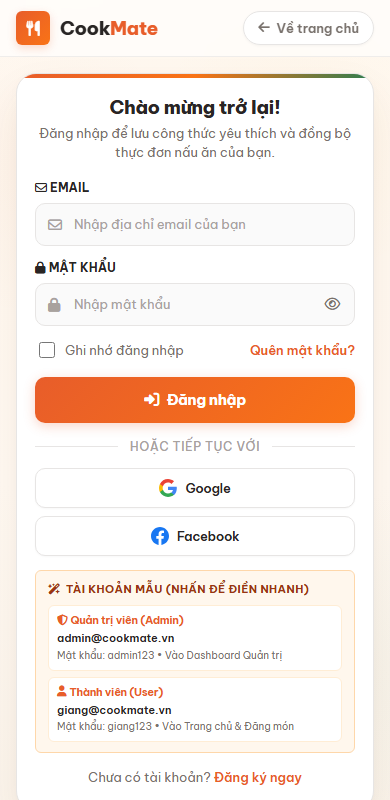 CookMate
Về trang chủ
Chào mừng trở lại!
Đăng nhập để lưu công thức yêu thích và đồng bộ
thực đơn nấu ăn của bạn.
EMAIL
Nhập địa chỉ email của bạn
MẬT KHẨU
Nhập mật khẩu
Ghi nhớ đăng nhập
Quên mật khẩu?
Đăng nhập
HOẶC TIẾP TỤC VỚI
Google
Facebook
TÀI KHOẢN MẪU (NHẤN ĐỂ ĐIỀN NHANH)
Quản trị viên (Admin)
admin@cookmate.vn
Mật khẩu: admin123 • Vào Dashboard Quản trị
Thành viên (User)
giang@cookmate.vn
Mật khẩu: giang123 • Vào Trang chủ & Đăng món
Chưa có tài khoản? Đăng ký ngay